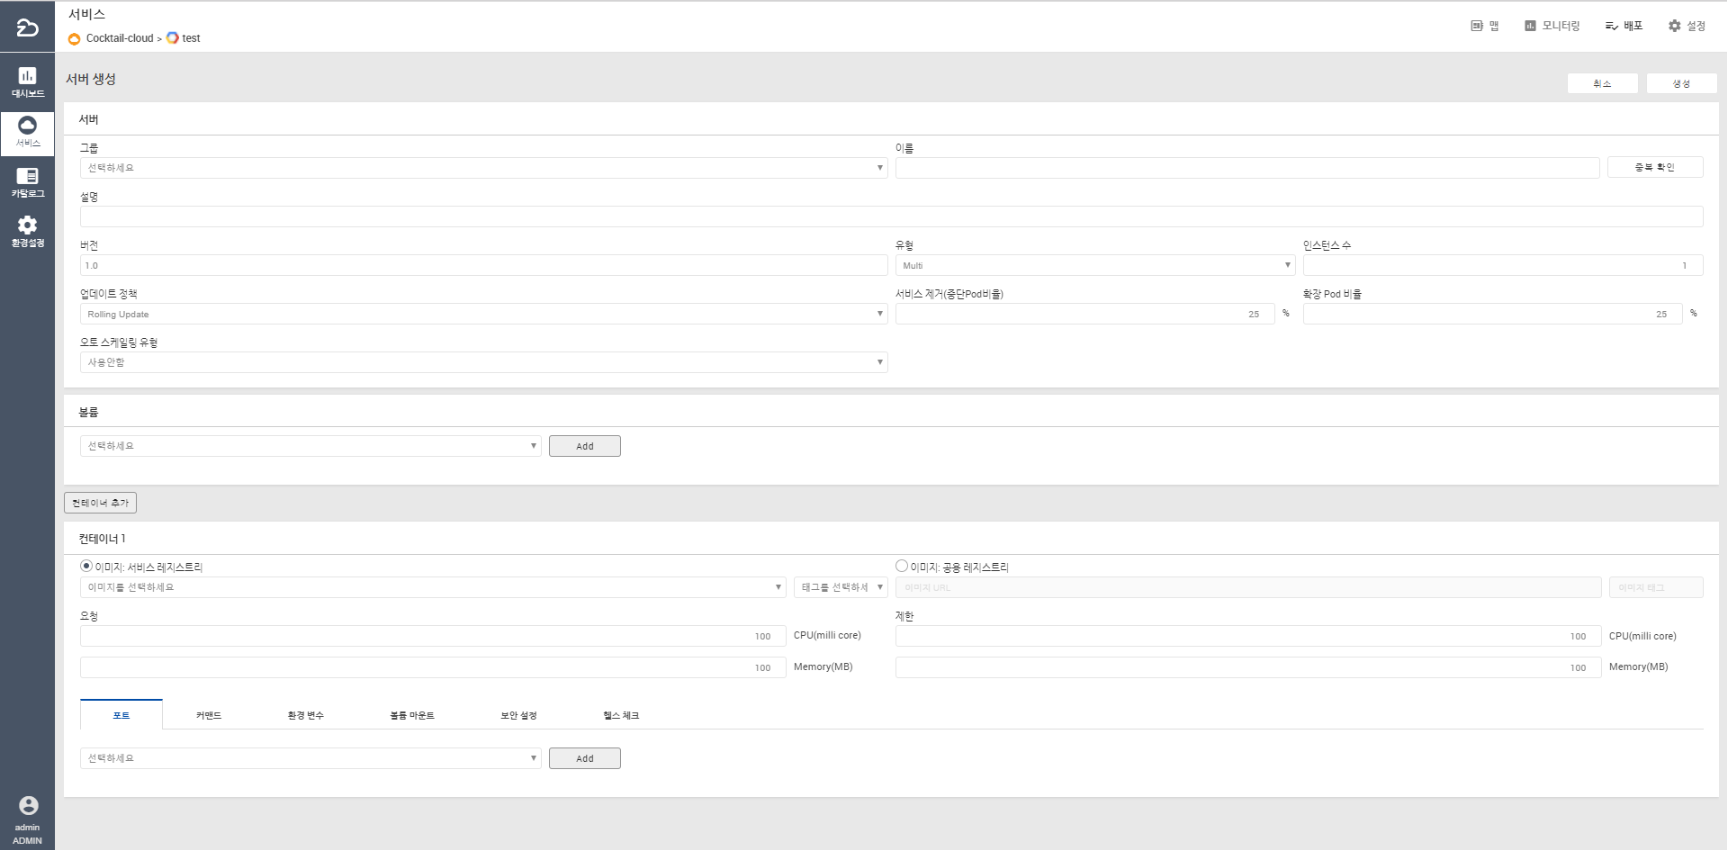 서비스
Cocktail-cloud > test
맵
모니터링
배포
설정
대시보드
서비스
카탈로그
환경설정
admin
ADMIN
서버 생성
취소
생성
서버
그룹
이름
선택하세요
중복 확인
설명
버전
유형
인스턴스 수
1.0
Multi
1
업데이트 정책
서비스 제거(중단Pod비율)
확장 Pod 비율
Rolling Update
25 %
25 %
오토 스케일링 유형
사용안함
볼륨
선택하세요
Add
컨테이너 추가
컨테이너 1
이미지: 서비스 레지스트리
이미지: 공용 레지스트리
이미지를 선택하세요
태그를 선택하세
이미지 URL
이미지 태그
요청
제한
100 CPU(milli core)
100 CPU(milli core)
100 Memory(MB)
100 Memory(MB)
포트
커맨드
환경 변수
볼륨 마운트
보안 설정
헬스 체크
선택하세요
Add